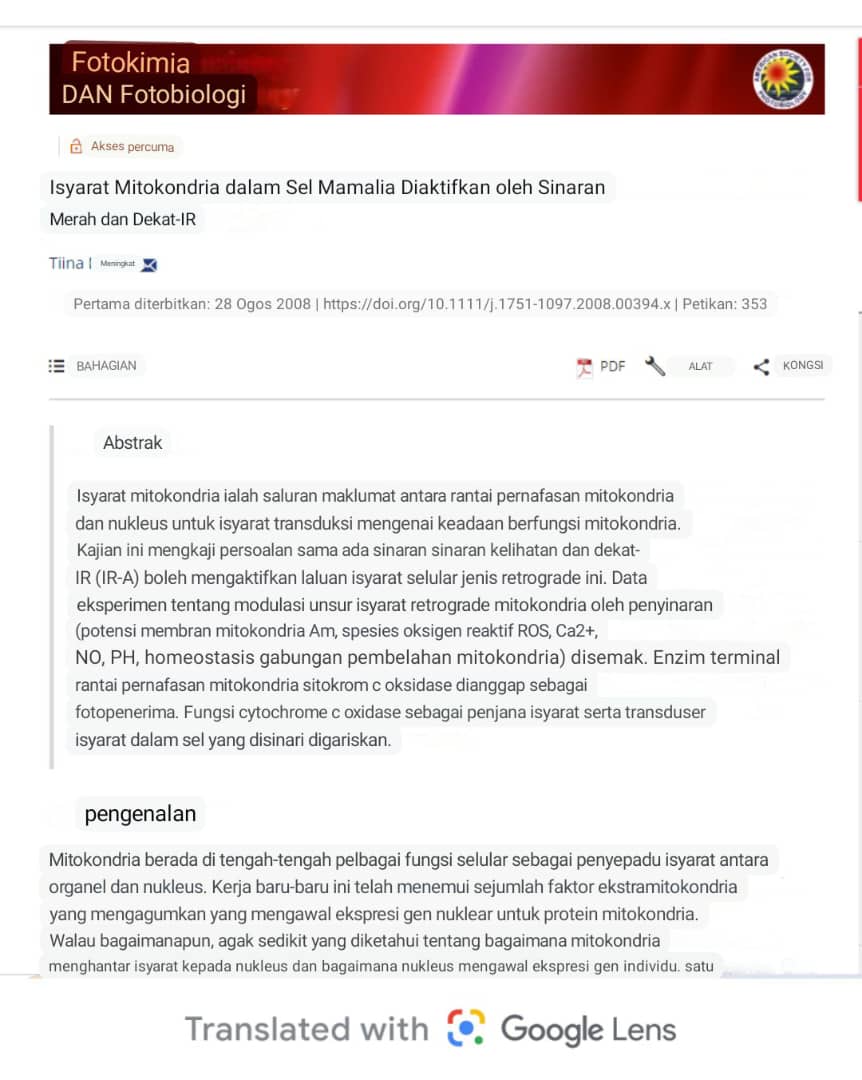 Fotokimia
DAN Fotobiologi
Akses percuma
Isyarat Mitokondria dalam Sel Mamalia Diaktifkan oleh Sinaran
Merah dan Dekat-IR
Tiina I Meningkat
Pertama diterbitkan: 28 Ogos 2008 | https://doi.org/10.1111/j.1751-1097.2008.00394.x | Petikan: 353
BAHAGIAN PDF ALAT KONGSI
Abstrak
Isyarat mitokondria ialah saluran maklumat antara rantai pernafasan mitokondria
dan nukleus untuk isyarat transduksi mengenai keadaan berfungsi mitokondria.
Kajian ini mengkaji persoalan sama ada sinaran sinaran kelihatan dan dekat-
IR (IR-A) boleh mengaktifkan laluan isyarat selular jenis retrograde ini. Data
eksperimen tentang modulasi unsur isyarat retrograde mitokondria oleh penyinaran
(potensi membran mitokondria Am, spesies oksigen reaktif ROS, Ca2+,
NO, PH, homeostasis gabungan pembelahan mitokondria) disemak. Enzim terminal
rantai pernafasan mitokondria sitokrom c oksidase dianggap sebagai
fotopenerima. Fungsi cytochrome c oxidase sebagai penjana isyarat serta transduser
isyarat dalam sel yang disinari digariskan.
pengenalan
Mitokondria berada di tengah-tengah pelbagai fungsi selular sebagai penyepadu isyarat antara
organel dan nukleus. Kerja baru-baru ini telah menemui sejumlah faktor ekstramitokondria
yang mengagumkan yang mengawal ekspresi gen nuklear untuk protein mitokondria.
Walau bagaimanapun, agak sedikit yang diketahui tentang bagaimana mitokondria
menghantar isyarat kepada nukleus dan bagaimana nukleus mengawal ekspresi gen individu. satu
Translated with Google Lens